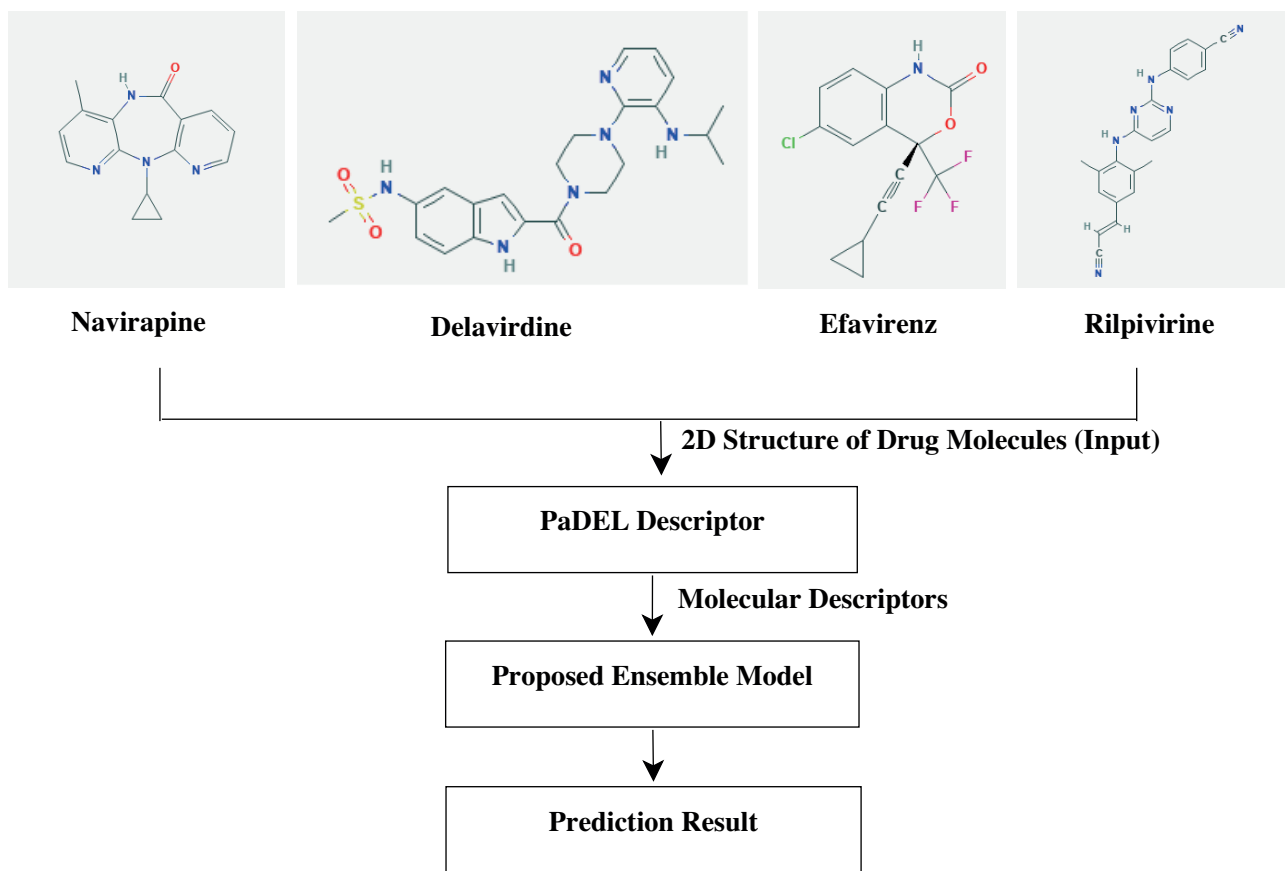 Navirapine
Delavirdine
Efavirenz
Rilpivirine
2D Structure of Drug Molecules (Input)
PaDEL Descriptor
Molecular Descriptors
Proposed Ensemble Model
Prediction Result